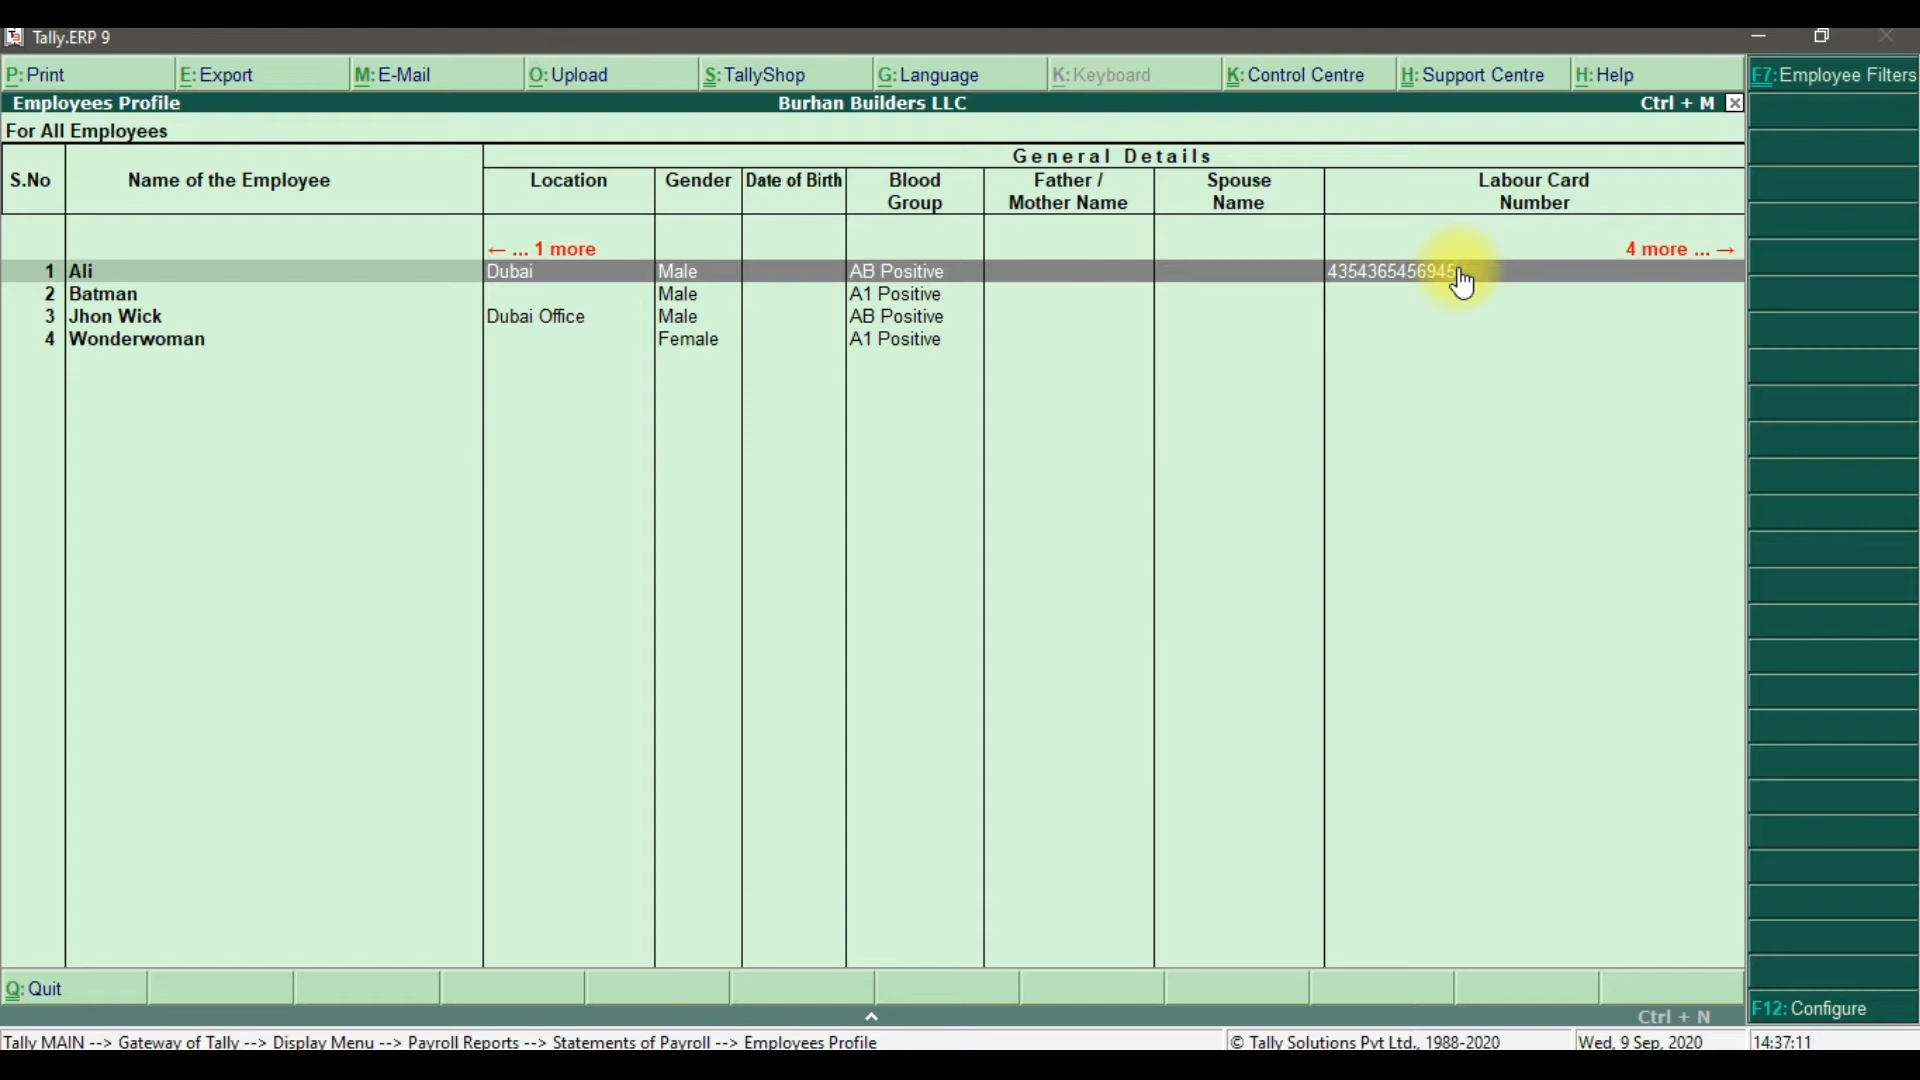 Tally.ERP 9
P: Print E: Export M: E-Mail O: Upload S: TallyShop G: Language K: Keyboard K: Control Centre H: Support Centre H: Help F7: Employee Filters
Employees Profile Burhan Builders LLC Ctrl + M
For All Employees
General Details
S.No Name of the Employee Location Gender Date of Birth Blood Group Father / Mother Name Spouse Name Labour Card Number
← ... 1 more 4 more ... →
1 Ali Dubai Male AB Positive 4354365456945
2 Batman Male A1 Positive
3 Jhon Wick Dubai Office Male AB Positive
4 Wonderwoman Female A1 Positive
Q: Quit
F12: Configure
Ctrl + N
Tally MAIN --> Gateway of Tally --> Display Menu --> Payroll Reports --> Statements of Payroll --> Employees Profile © Tally Solutions Pvt Ltd., 1988-2020 Wed, 9 Sep, 2020 14:37:11